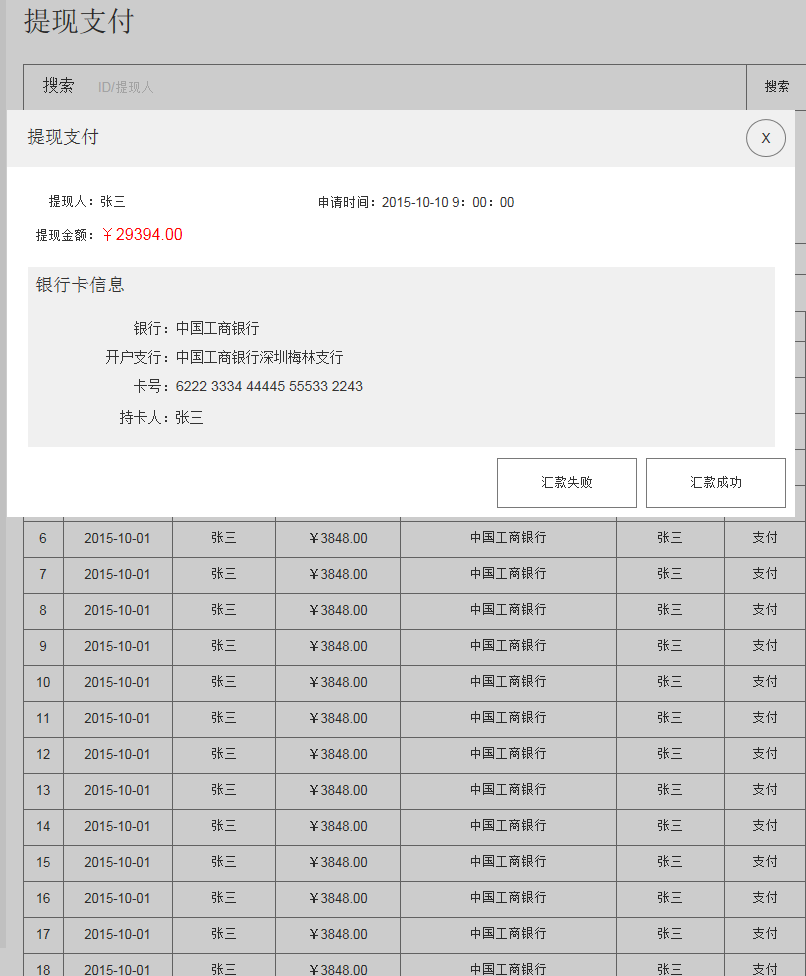 提现支付
搜索 ID/提现人 搜索
提现支付 X
提现人：张三 申请时间：2015-10-10 9：00：00
提现金额：￥29394.00
银行卡信息
银行：中国工商银行
开户支行：中国工商银行深圳梅林支行
卡号：6222 3334 44445 55533 2243
持卡人：张三
汇款失败 汇款成功
6 2015-10-01 张三 ￥3848.00 中国工商银行 张三 支付
7 2015-10-01 张三 ￥3848.00 中国工商银行 张三 支付
8 2015-10-01 张三 ￥3848.00 中国工商银行 张三 支付
9 2015-10-01 张三 ￥3848.00 中国工商银行 张三 支付
10 2015-10-01 张三 ￥3848.00 中国工商银行 张三 支付
11 2015-10-01 张三 ￥3848.00 中国工商银行 张三 支付
12 2015-10-01 张三 ￥3848.00 中国工商银行 张三 支付
13 2015-10-01 张三 ￥3848.00 中国工商银行 张三 支付
14 2015-10-01 张三 ￥3848.00 中国工商银行 张三 支付
15 2015-10-01 张三 ￥3848.00 中国工商银行 张三 支付
16 2015-10-01 张三 ￥3848.00 中国工商银行 张三 支付
17 2015-10-01 张三 ￥3848.00 中国工商银行 张三 支付
18 2015-10-01 张三 ￥3848.00 中国工商银行 张三 支付